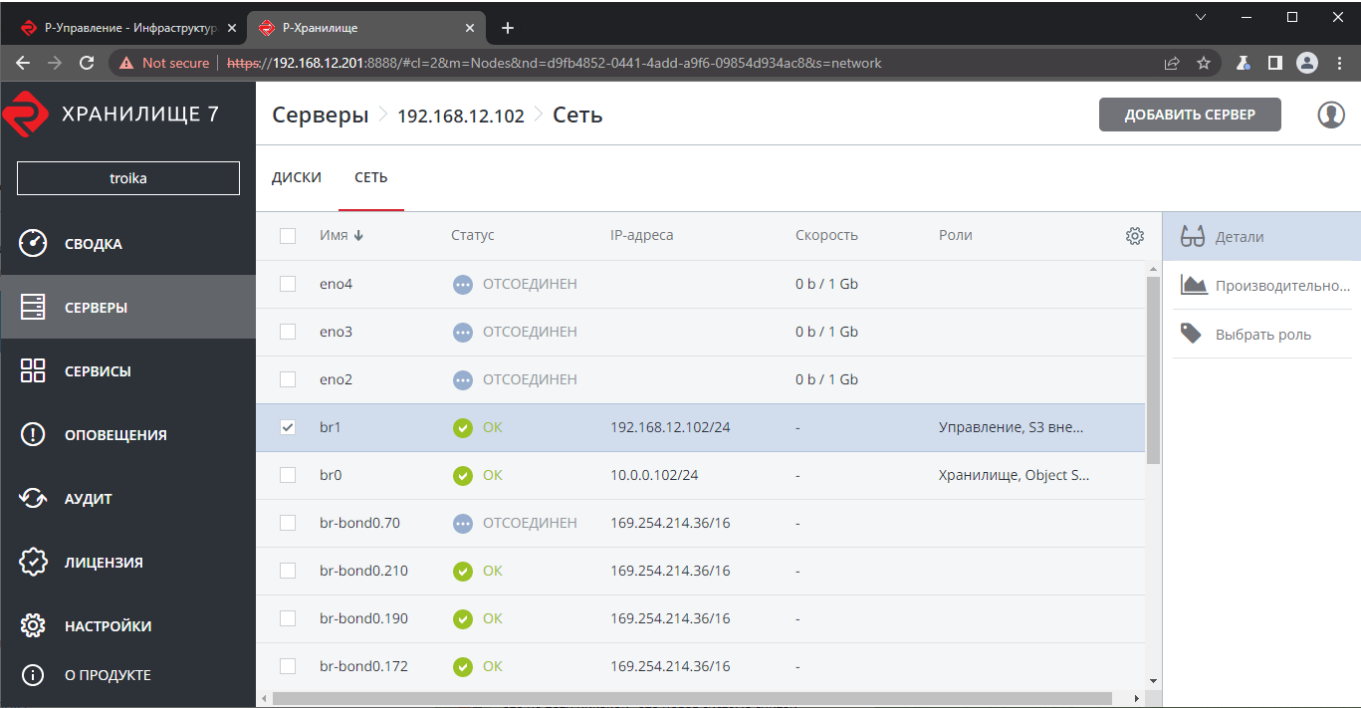 Р-Управление - Инфраструктур
Р-Хранилище
Not secure https://192.168.12.201:8888/#cl=2&m=Nodes&nd=d9fb4852-0441-4add-a9f6-09854d934ac8&s=network
ХРАНИЛИЩЕ 7
Серверы > 192.168.12.102 > Сеть
ДОБАВИТЬ СЕРВЕР
troika
ДИСКИ СЕТЬ
СВОДКА
СЕРВЕРЫ
СЕРВИСЫ
ОПОВЕЩЕНИЯ
АУДИТ
ЛИЦЕНЗИЯ
НАСТРОЙКИ
О ПРОДУКТЕ
Имя Статус IP-адреса Скорость Роли
eno4 ОТСОЕДИНЕН 0 b / 1 Gb
eno3 ОТСОЕДИНЕН 0 b / 1 Gb
eno2 ОТСОЕДИНЕН 0 b / 1 Gb
br1 OK 192.168.12.102/24 - Управление, S3 вне...
br0 OK 10.0.0.102/24 - Хранилище, Object S...
br-bond0.70 ОТСОЕДИНЕН 169.254.214.36/16 -
br-bond0.210 OK 169.254.214.36/16 -
br-bond0.190 OK 169.254.214.36/16 -
br-bond0.172 OK 169.254.214.36/16 -
Детали
Производительно...
Выбрать роль